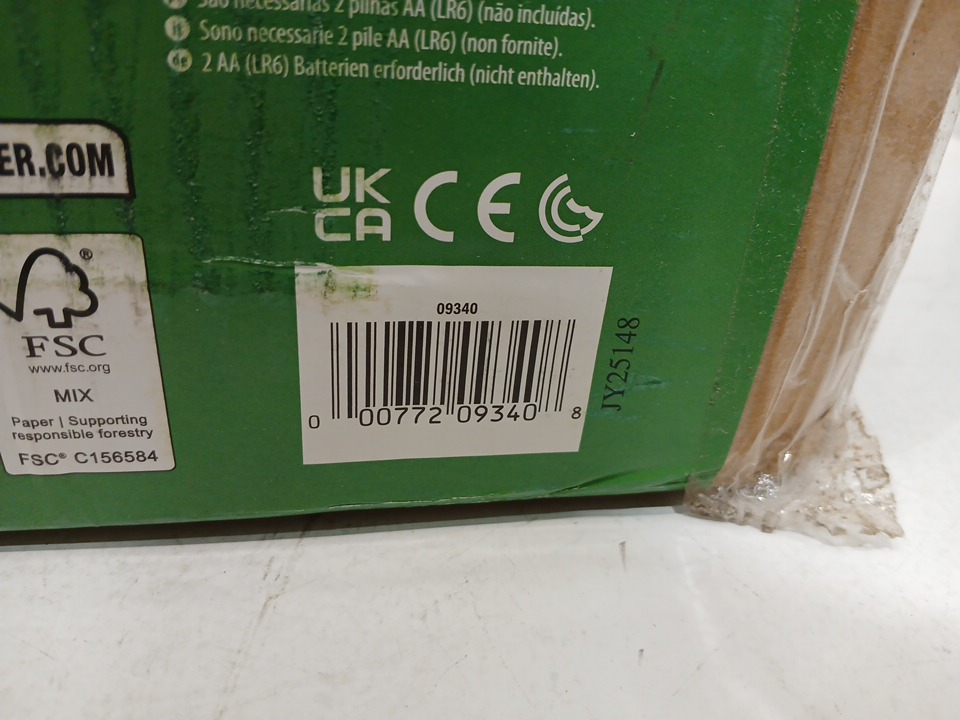 São necessárias 2 pilhas AA (LR6) (não incluídas).
it Sono necessarie 2 pile AA (LR6) (non fornite).
de 2 AA (LR6) Batterien erforderlich (nicht enthalten).
ER.COM
UK
CA
CE
FSC®
www.fsc.org
MIX
Paper | Supporting
responsible forestry
FSC® C156584
09340
0 00772 09340 8
JY25148